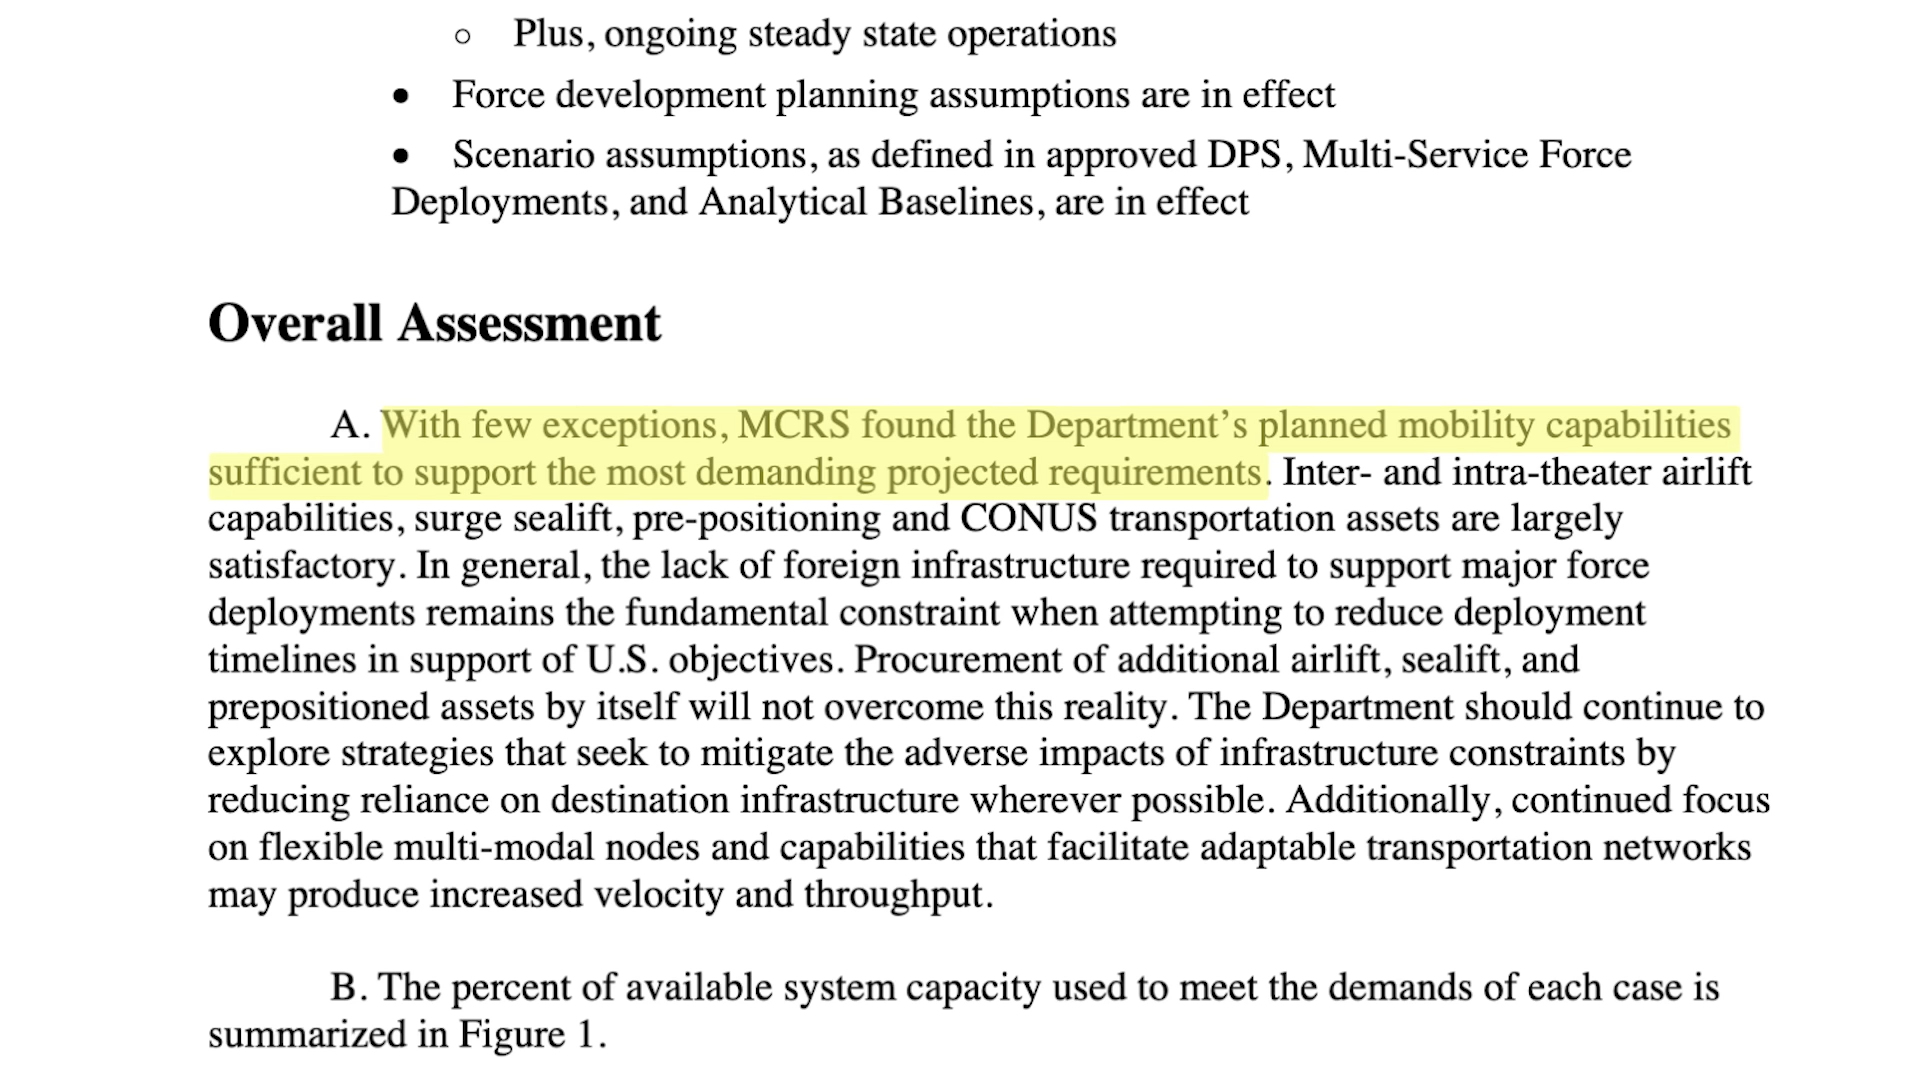 ○ Plus, ongoing steady state operations
● Force development planning assumptions are in effect
● Scenario assumptions, as defined in approved DPS, Multi-Service Force
Deployments, and Analytical Baselines, are in effect
Overall Assessment
A. With few exceptions, MCRS found the Department’s planned mobility capabilities
sufficient to support the most demanding projected requirements. Inter- and intra-theater airlift
capabilities, surge sealift, pre-positioning and CONUS transportation assets are largely
satisfactory. In general, the lack of foreign infrastructure required to support major force
deployments remains the fundamental constraint when attempting to reduce deployment
timelines in support of U.S. objectives. Procurement of additional airlift, sealift, and
prepositioned assets by itself will not overcome this reality. The Department should continue to
explore strategies that seek to mitigate the adverse impacts of infrastructure constraints by
reducing reliance on destination infrastructure wherever possible. Additionally, continued focus
on flexible multi-modal nodes and capabilities that facilitate adaptable transportation networks
may produce increased velocity and throughput.
B. The percent of available system capacity used to meet the demands of each case is
summarized in Figure 1.